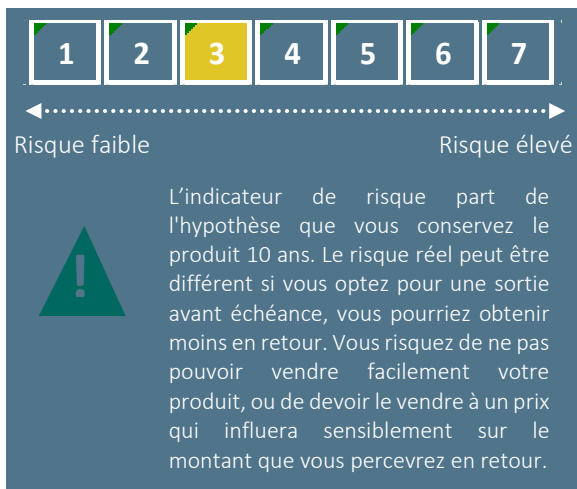 1 2 3 4 5 6 7
Risque faible Risque élevé
L’indicateur de risque part de
l'hypothèse que vous conservez le
produit 10 ans. Le risque réel peut être
différent si vous optez pour une sortie
avant échéance, vous pourriez obtenir
moins en retour. Vous risquez de ne pas
pouvoir vendre facilement votre
produit, ou de devoir le vendre à un prix
qui influera sensiblement sur le
montant que vous percevrez en retour.
!